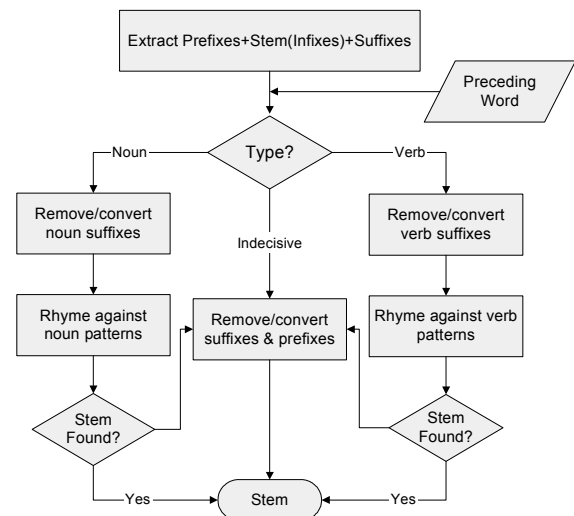 Extract Prefixes+Stem(Infixes)+Suffixes
Preceding
Word
Type?
Noun
Verb
Indecisive
Remove/convert
noun suffixes
Remove/convert
verb suffixes
Rhyme against
noun patterns
Remove/convert
suffixes & prefixes
Rhyme against verb
patterns
Stem
Found?
Stem
Found?
Yes
Stem
Yes